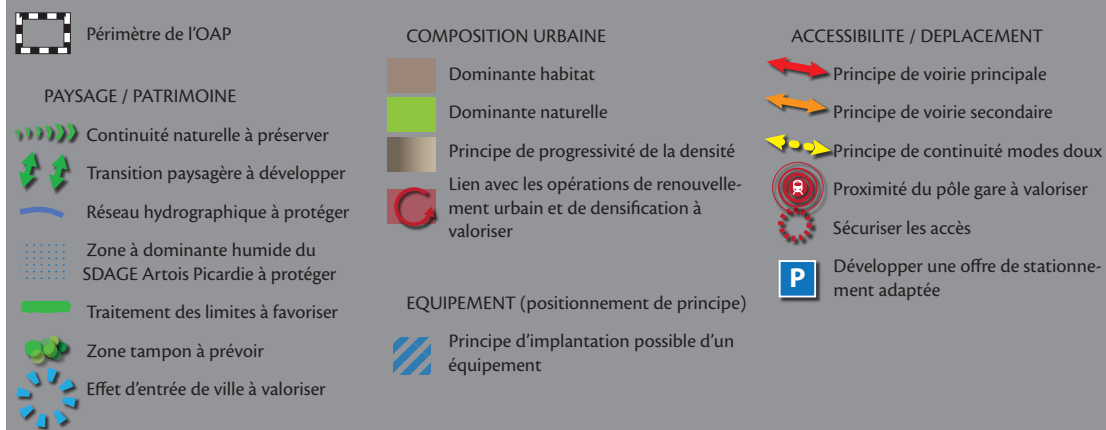 Périmètre de l'OAP
PAYSAGE / PATRIMOINE
Continuité naturelle à préserver
Transition paysagère à développer
Réseau hydrographique à protéger
Zone à dominante humide du
SDAGE Artois Picardie à protéger
Traitement des limites à favoriser
Zone tampon à prévoir
Effet d'entrée de ville à valoriser
COMPOSITION URBAINE
Dominante habitat
Dominante naturelle
Principe de progressivité de la densité
Lien avec les opérations de renouvelle-
ment urbain et de densification à
valoriser
EQUIPEMENT (positionnement de principe)
Principe d'implantation possible d'un
équipement
ACCESSIBILITE / DEPLACEMENT
Principe de voirie principale
Principe de voirie secondaire
Principe de continuité modes doux
Proximité du pôle gare à valoriser
Sécuriser les accès
P
Développer une offre de stationne-
ment adaptée